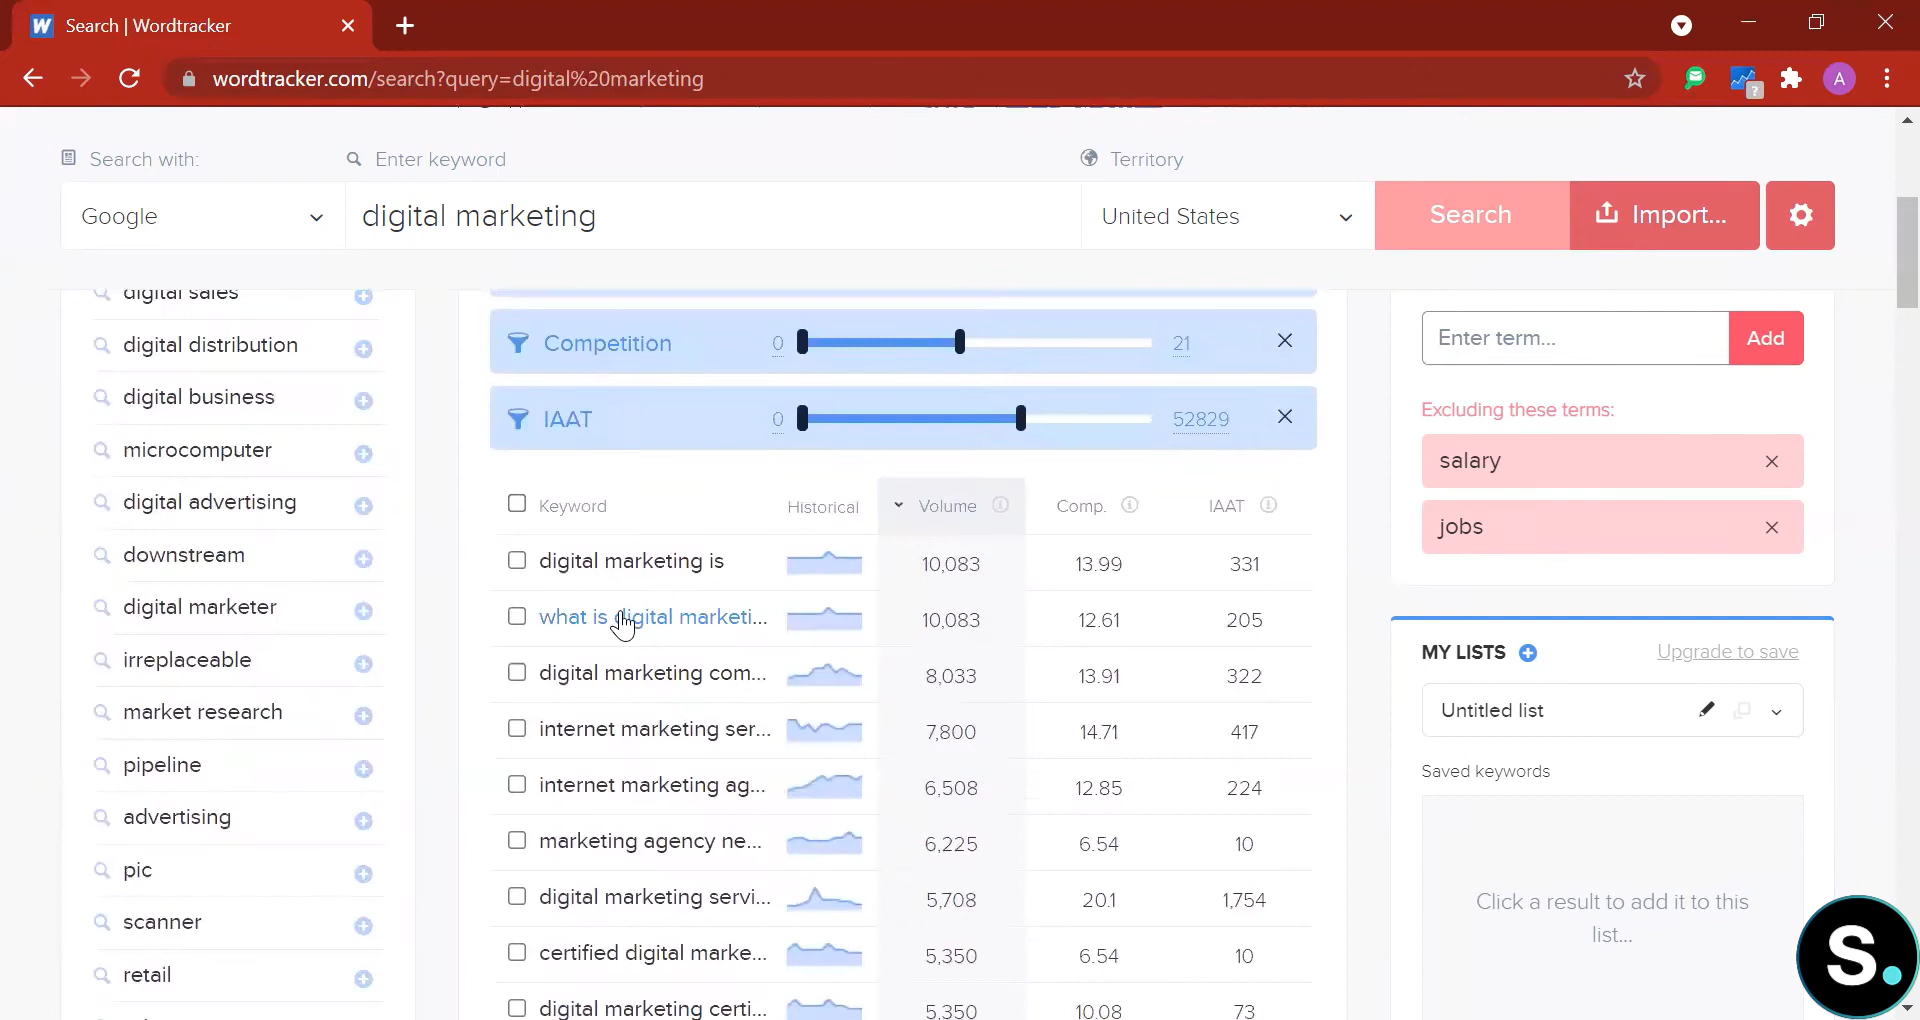 W Search | Wordtracker
wordtracker.com/search?query=digital%20marketing
A
?
Search with:
Enter keyword
Territory
Google
digital marketing
United States
Search
Import...
digital sales
digital distribution
digital business
microcomputer
digital advertising
downstream
digital marketer
irreplaceable
market research
pipeline
advertising
pic
scanner
retail
Competition 0 21
IAAT 0 52829
Keyword Historical Volume Comp. IAAT
digital marketing is 10,083 13.99 331
what is digital marketi... 10,083 12.61 205
digital marketing com... 8,033 13.91 322
internet marketing ser... 7,800 14.71 417
internet marketing ag... 6,508 12.85 224
marketing agency ne... 6,225 6.54 10
digital marketing servi... 5,708 20.1 1,754
certified digital marke... 5,350 6.54 10
digital marketing certi... 5,350 10.08 73
Enter term...
Add
Excluding these terms:
salary
jobs
MY LISTS
Upgrade to save
Untitled list
Saved keywords
Click a result to add it to this
list...
S.